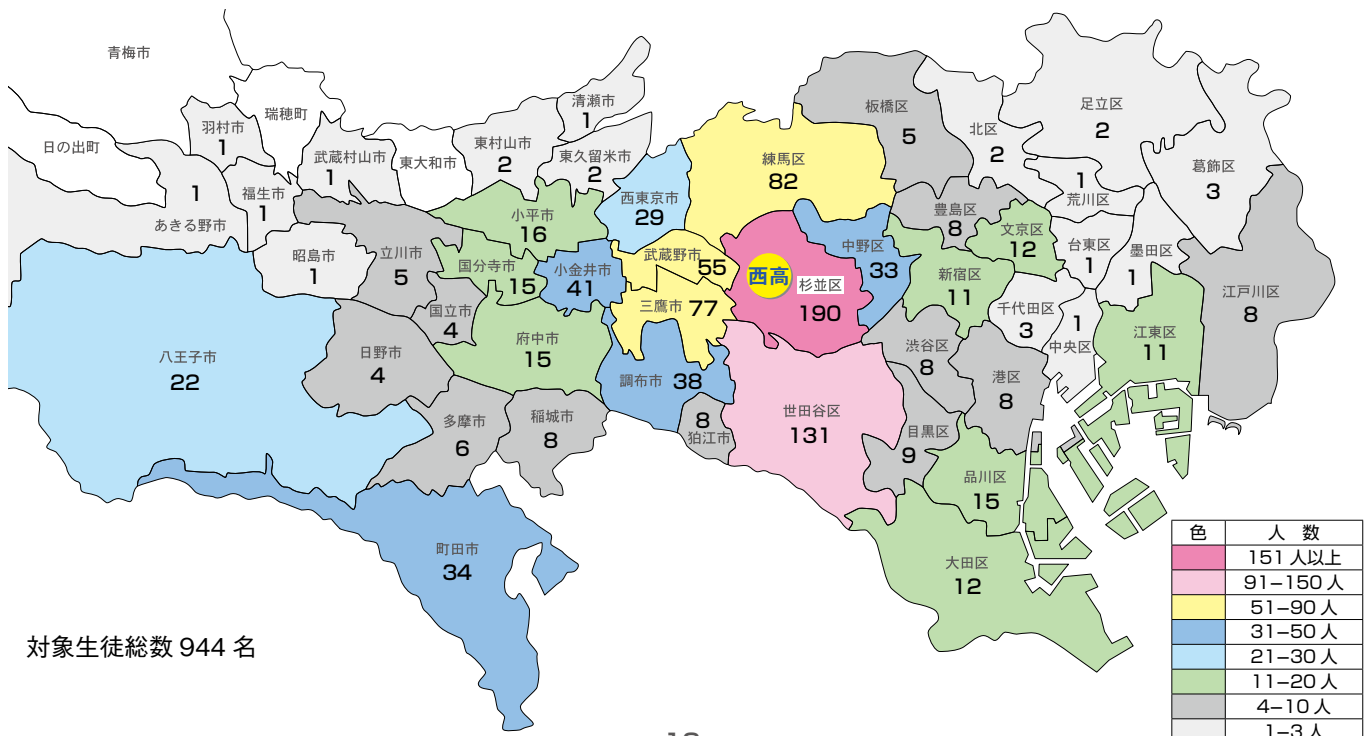 青梅市
羽村市
1
瑞穂町
日の出町
1
あきる野市
福生市
1
武蔵村山市
1
東大和市
東村山市
2
清瀬市
1
東久留米市
2
昭島市
1
立川市
5
小平市
16
西東京市
29
国分寺市
15
小金井市
41
武蔵野市 55
三鷹市 77
国立市
4
府中市
15
八王子市
22
日野市
4
多摩市
6
稲城市
8
調布市 38
8
狛江市
町田市
34
練馬区
82
板橋区
5
北区
2
足立区
2
葛飾区
3
1
荒川区
豊島区
8
文京区
12
台東区
1
墨田区
1
江戸川区
8
西高
杉並区
190
中野区
33
新宿区
11
千代田区
3
1
中央区
江東区
11
渋谷区
8
港区
8
世田谷区
131
目黒区
9
品川区
15
大田区
12
対象生徒総数 944 名
色 人 数
151 人以上
91–150 人
51–90 人
31–50 人
21–30 人
11–20 人
4–10 人
1–3 人